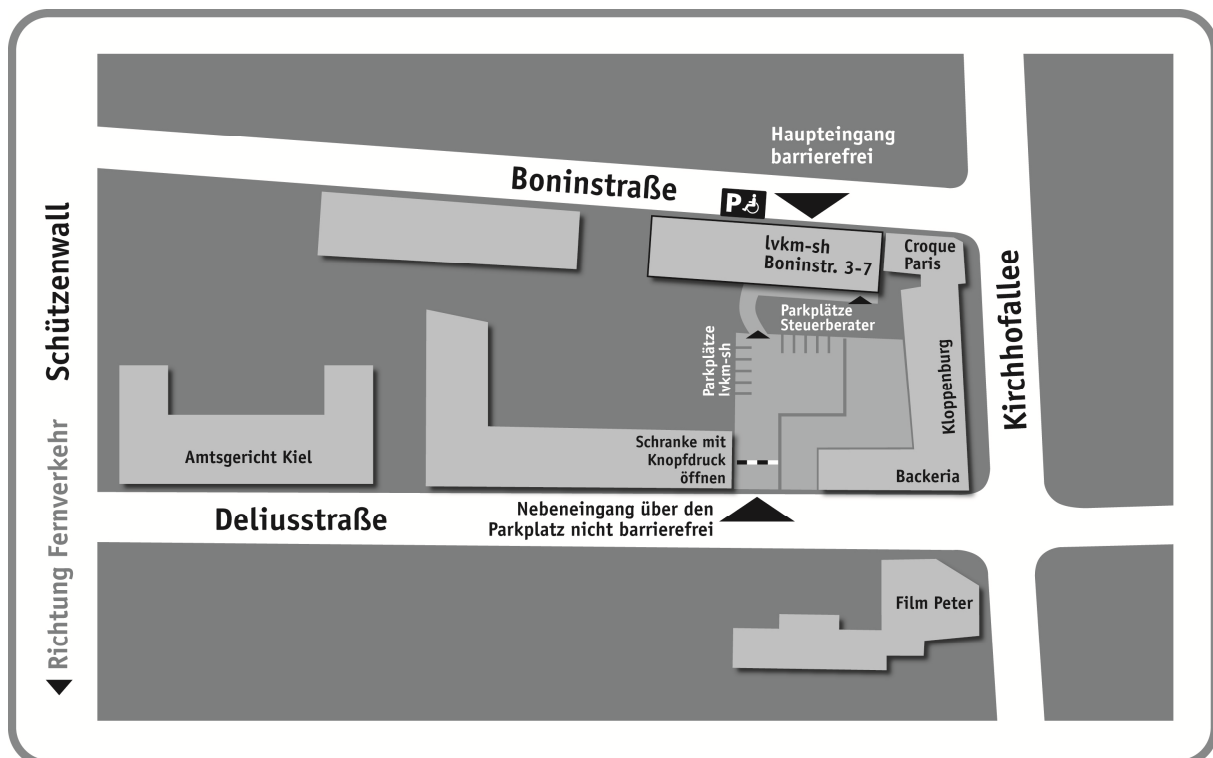 Haupteingang
barrierefrei
Boninstraße
P
lvkm-sh
Boninstr. 3-7
Croque
Paris
Schützenwall
Kirchhofallee
Parkplätze
Steuerberater
Parkplätze
lvkm-sh
Kloppenburg
Amtsgericht Kiel
Schranke mit
Knopfdruck
öffnen
Backeria
Richtung Fernverkehr
Deliusstraße
Nebeneingang über den
Parkplatz nicht barrierefrei
Film Peter